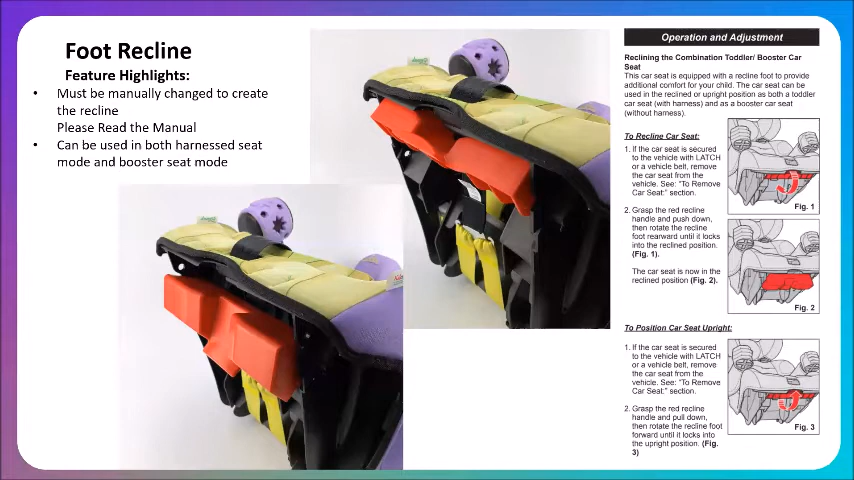 Foot Recline
Feature Highlights:
• Must be manually changed to create
the recline
Please Read the Manual
• Can be used in both harnessed seat
mode and booster seat mode
Operation and Adjustment
Reclining the Combination Toddler/ Booster Car
Seat
This car seat is equipped with a recline foot to provide
additional comfort for your child. The car seat can be
used in the reclined or upright position as both a toddler
car seat (with harness) and as a booster car seat
(without harness).
To Recline Car Seat:
1. If the car seat is secured
to the vehicle with LATCH
or a vehicle belt, remove
the car seat from the
vehicle. See: "To Remove
Car Seat:" section.
Fig. 1
2. Grasp the red recline
handle and push down,
then rotate the recline
foot rearward until it locks
into the reclined position.
(Fig. 1).
The car seat is now in the
reclined position (Fig. 2).
Fig. 2
To Position Car Seat Upright:
1. If the car seat is secured
to the vehicle with LATCH
or a vehicle belt, remove
the car seat from the
vehicle. See: "To Remove
Car Seat:" section.
2. Grasp the red recline
handle and pull down,
then rotate the recline foot
forward until it locks into
the upright position. (Fig.
3)
Fig. 3